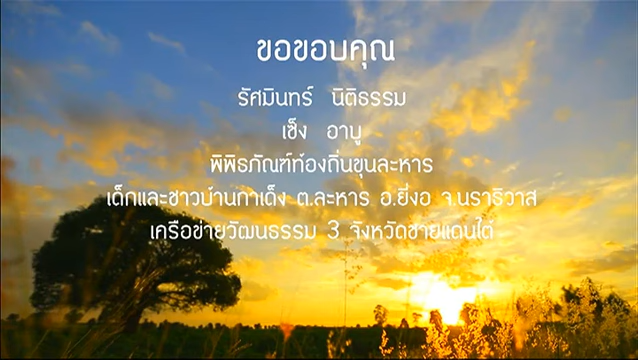 ขอขอบคุณ
รัศมินทร์ นิติธรรม
เซ็ง อาบู
พิพิธภัณฑ์ท้องถิ่นขุนละหาร
เด็กและชาวบ้านกาเด็ง ต.ละหาร อ.ยี่งอ จ.นราธิวาส
เครือข่ายวัฒนธรรม 3 จังหวัดชายแดนใต้